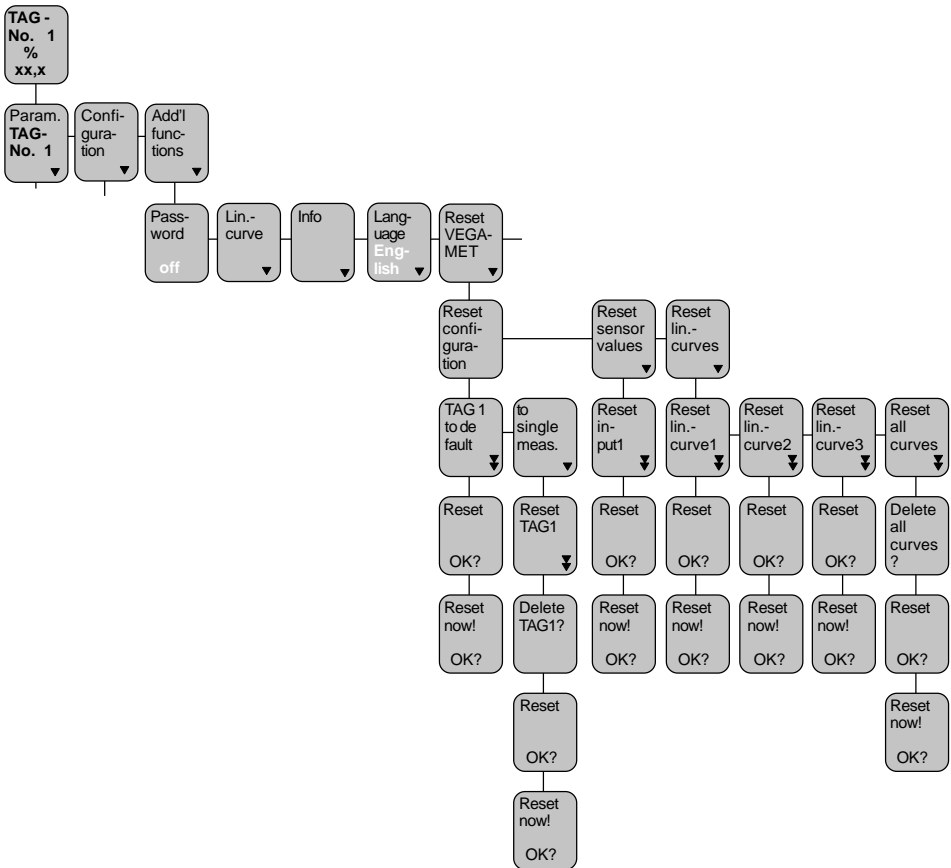 TAG -
No. 1
%
xx,x
Param.
TAG-
No. 1
Confi-
gura-
tion
Add'l
func-
tions
Pass-
word
off
Lin.-
curve
Info
Lang-
uage
Eng-
lish
Reset
VEGA-
MET
Reset
confi-
gura-
tion
Reset
sensor
values
Reset
lin.-
curves
TAG 1
to de
fault
to
single
meas.
Reset
in-
put1
Reset
lin.-
curve1
Reset
lin.-
curve2
Reset
lin.-
curve3
Reset
all
curves
Reset
OK?
Reset
TAG1
Reset
OK?
Reset
OK?
Reset
OK?
Reset
OK?
Delete
all
curves
?
Reset
now!
OK?
Delete
TAG1?
Reset
now!
OK?
Reset
now!
OK?
Reset
now!
OK?
Reset
now!
OK?
Reset
OK?
Reset
OK?
Reset
now!
OK?
Reset
now!
OK?